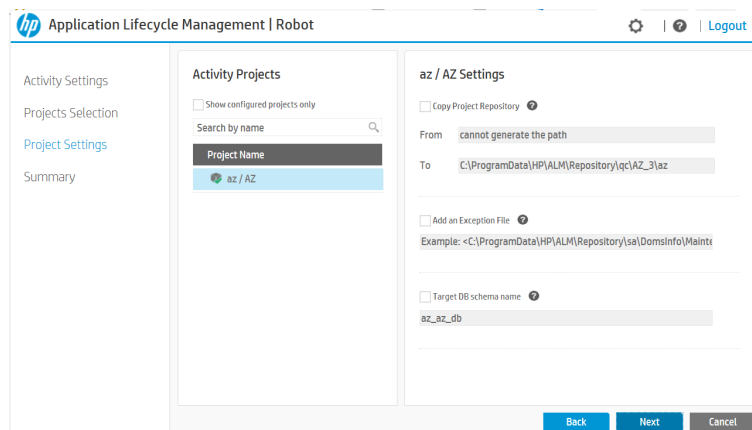 hp Application Lifecycle Management | Robot
? | Logout
Activity Settings
Projects Selection
Project Settings
Summary
Activity Projects
Show configured projects only
Search by name
Project Name
az / AZ
az / AZ Settings
Copy Project Repository ?
From cannot generate the path
To C:\ProgramData\HP\ALM\Repository\qc\AZ_3\az
Add an Exception File ?
Example: <C:\ProgramData\HP\ALM\Repository\sa\DomsInfo\Mainte
Target DB schema name ?
az_az_db
Back Next Cancel